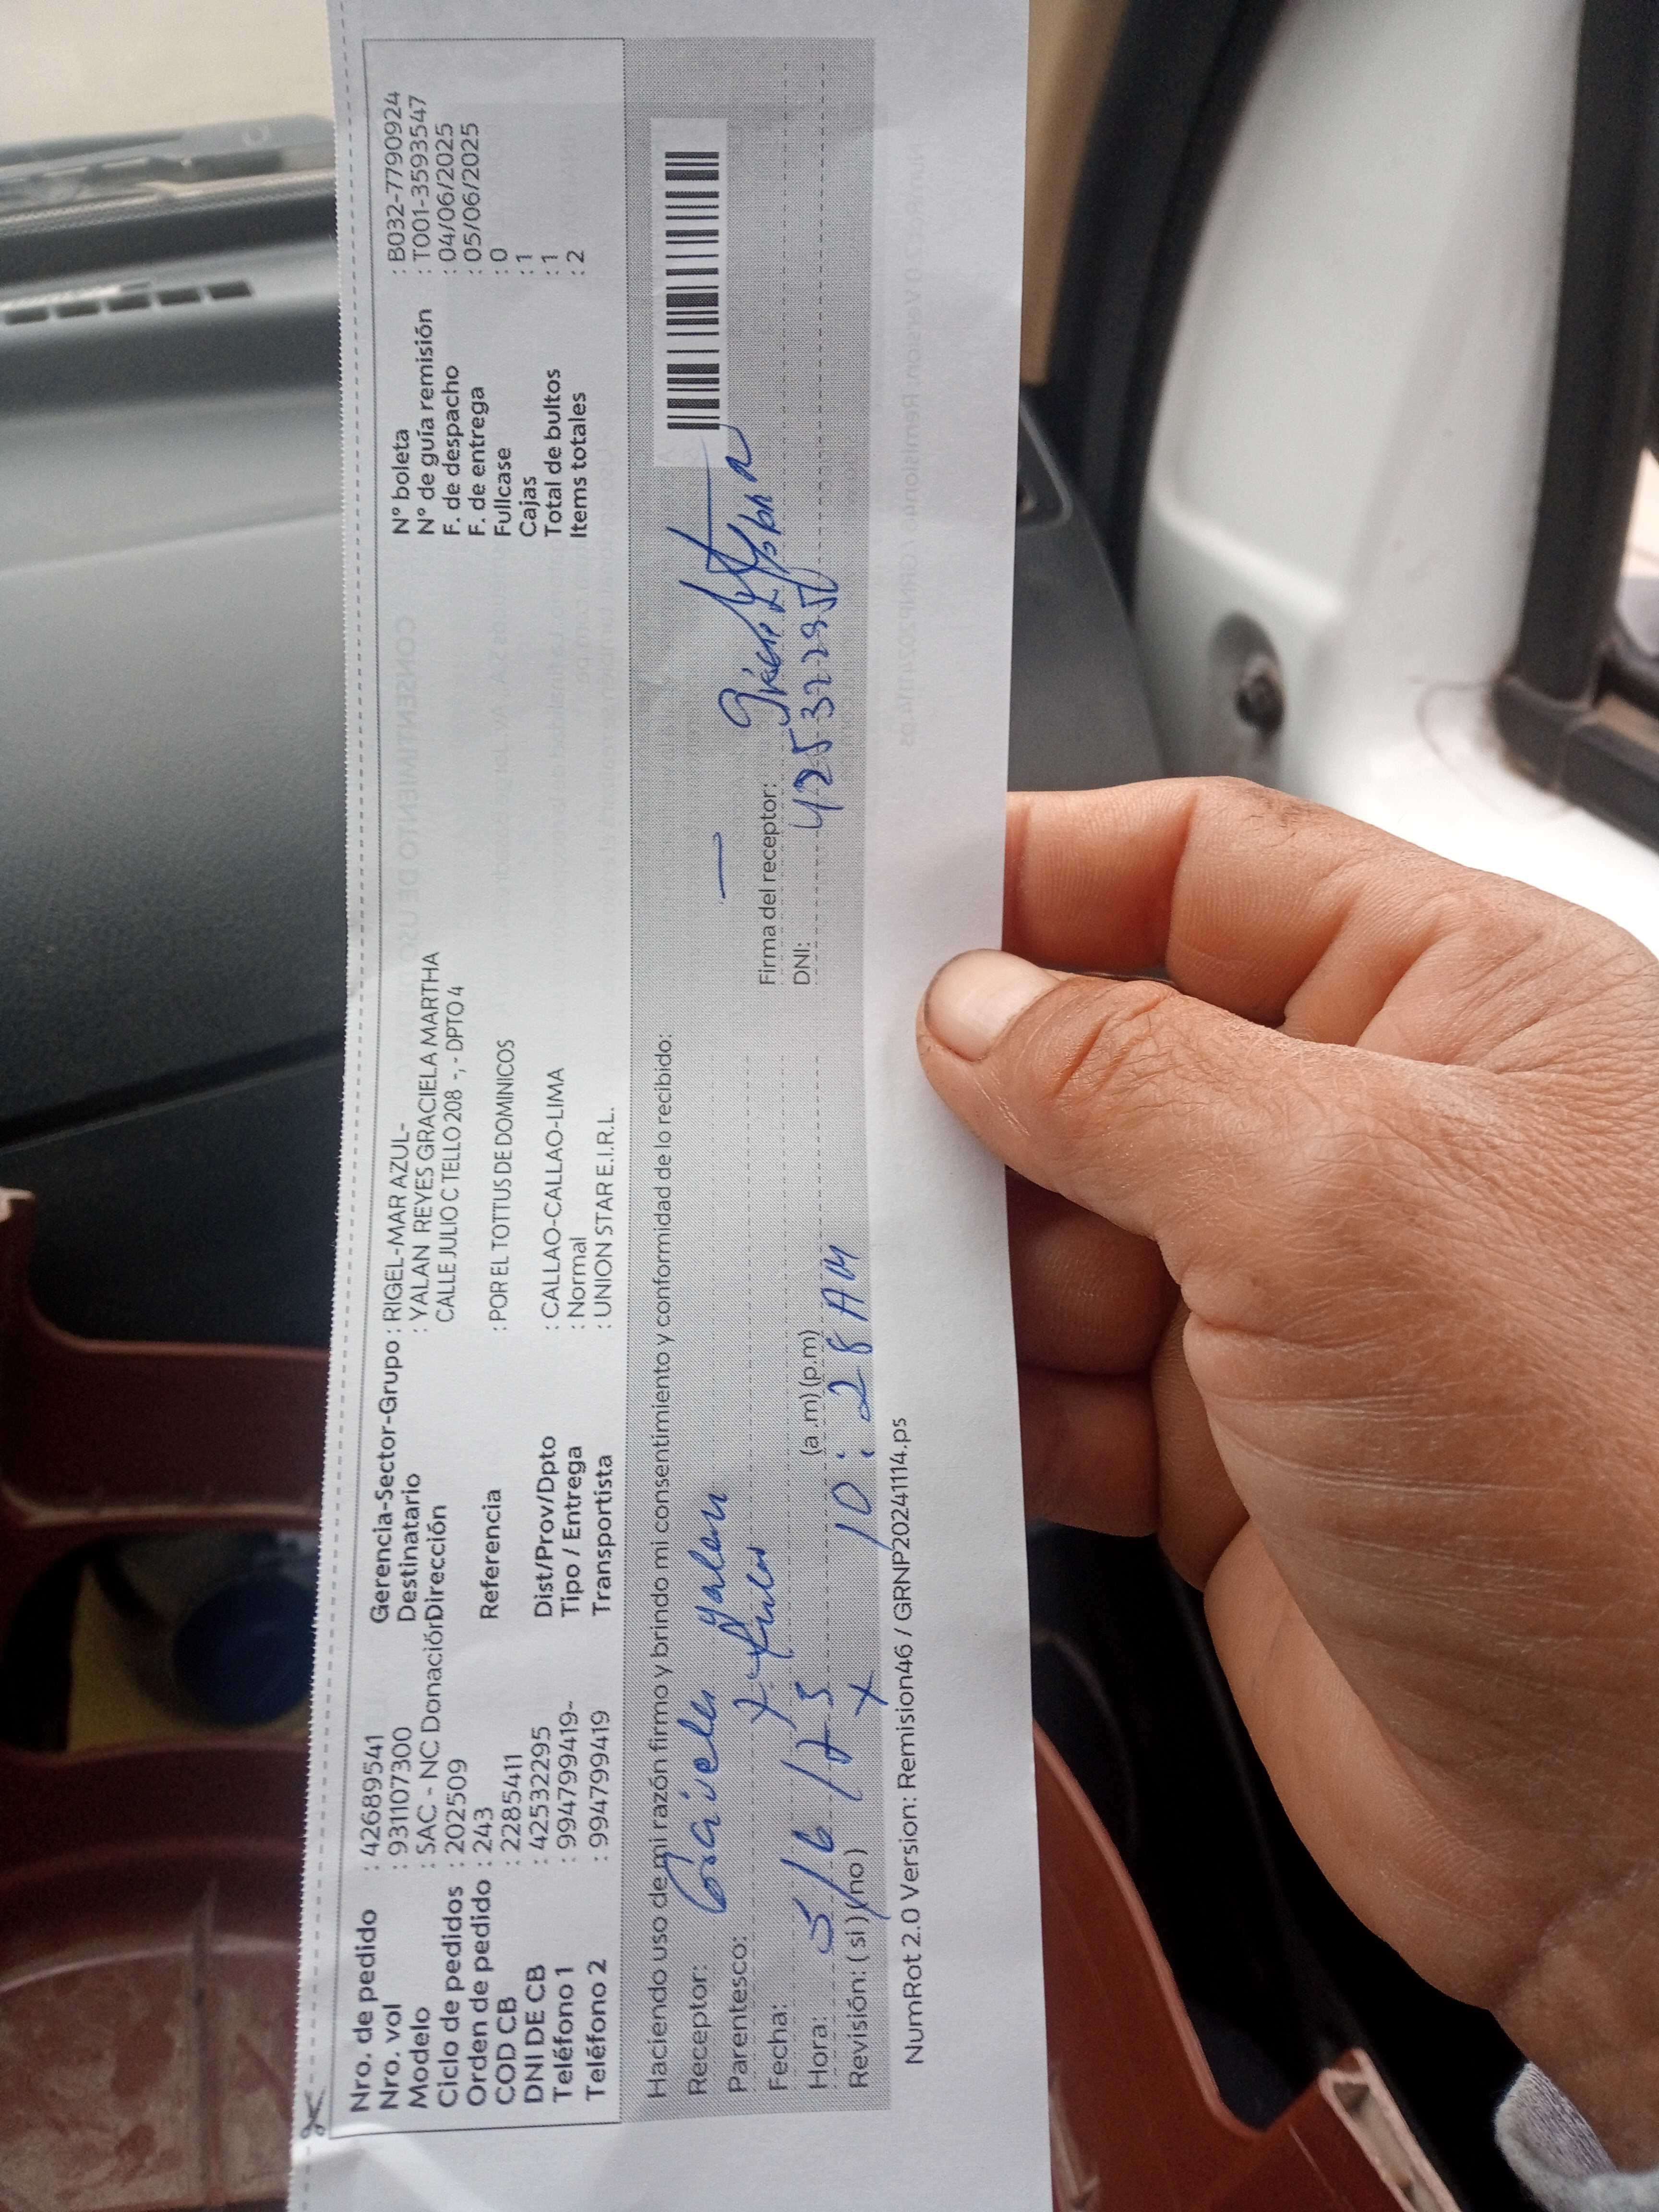 Nro. de pedido : 42689541
Nro. vol : 931107300
Modelo : SAC - NC Donación
Ciclo de pedidos : 202509
Orden de pedido : 243
COD CB : 2285411
DNI DE CB : 42532295
Teléfono 1 : 994799419-
Teléfono 2 : 994799419
Gerencia-Sector-Grupo : RIGEL-MAR AZUL-
Destinatario : YALAN REYES GRACIELA MARTHA
Dirección CALLE JULIO C TELLO 208 -, - DPTO 4
Referencia : POR EL TOTTUS DE DOMINICOS
Dist/Prov/Dpto : CALLAO-CALLAO-LIMA
Tipo / Entrega : Normal
Transportista : UNION STAR E.I.R.L.
N° boleta : B032-7790924
N° de guía remisión : T001-3593547
F. de despacho : 04/06/2025
F. de entrega : 05/06/2025
Fullcase : 0
Cajas : 1
Total de bultos : 1
Items totales : 2
Haciendo uso de mi razón firmo y brindo mi consentimiento y conformidad de lo recibido:
Receptor: Graciela Yalan
Parentesco:
Fecha: 5/6/25
Hora: 10:28 AM (a .m) (p.m)
Revisión: ( si ) (no) X
Firma del receptor:
DNI: 42532295
NumRot 2.0 Version: Remision46 / GRNP20241114.ps